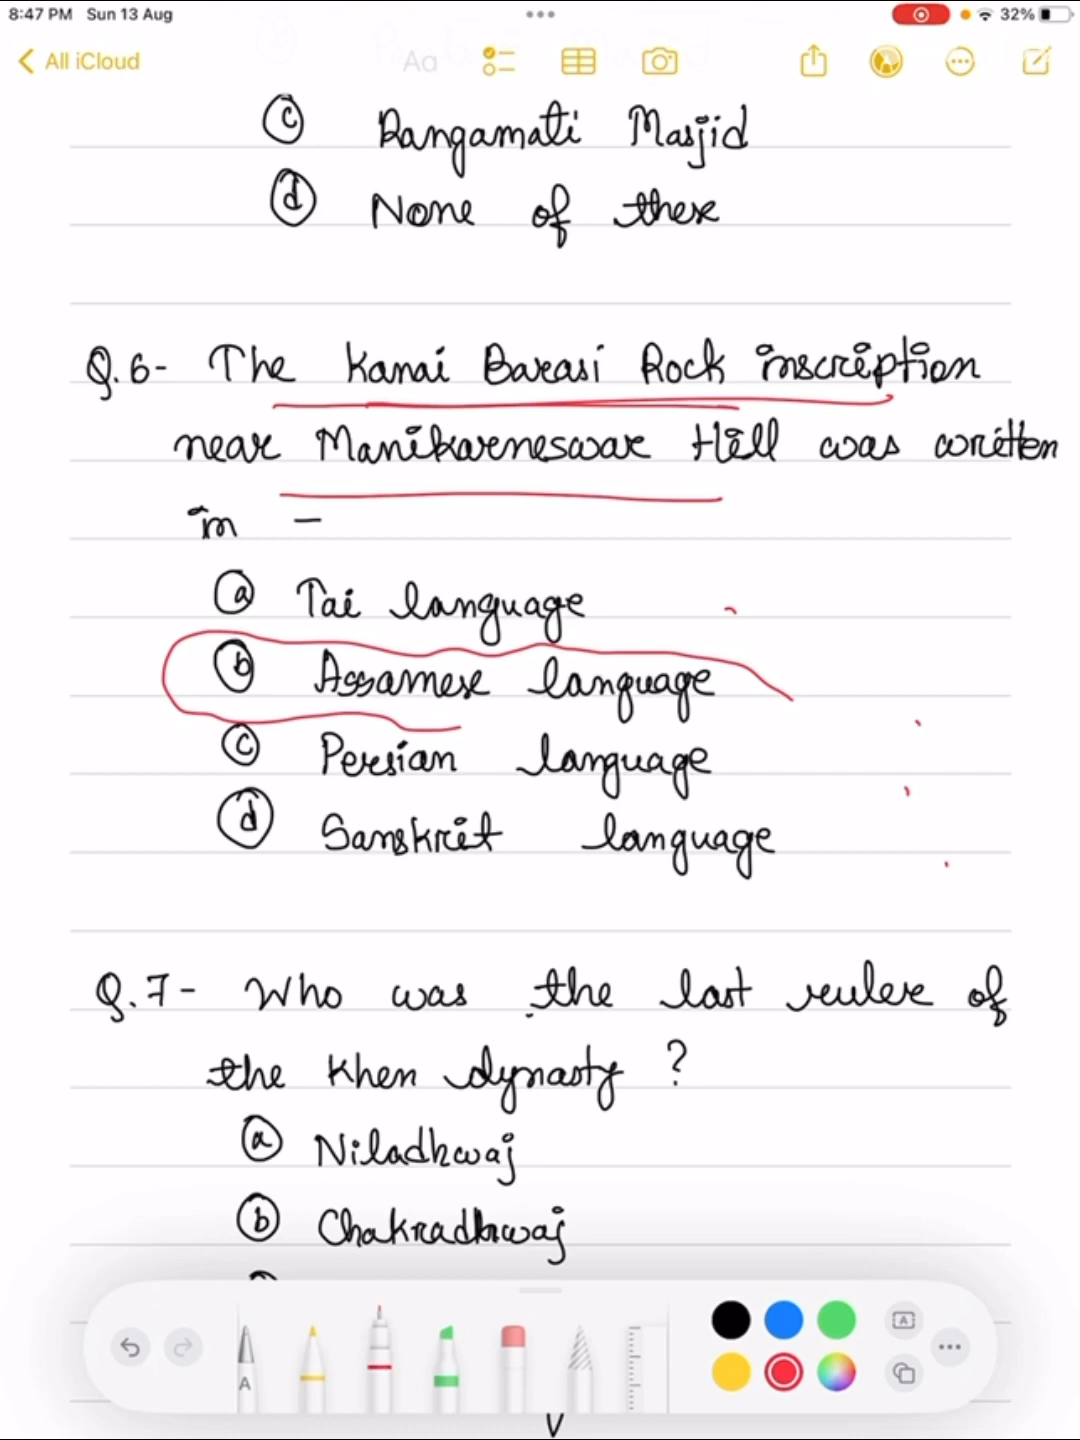 8:47 PM Sun 13 Aug
32%
All iCloud
Aa
c Rangamati Masjid
d None of these
Q.6- The Kanai Barasi Rock inscription
near Manikarneswar Hill was written
in -
a Tai language
b Assamese language
c Persian language
d Sanskrit language
Q.7- Who was the last ruler of
the Khen dynasty ?
a Niladhwaj
b Chakradhwaj
A
A